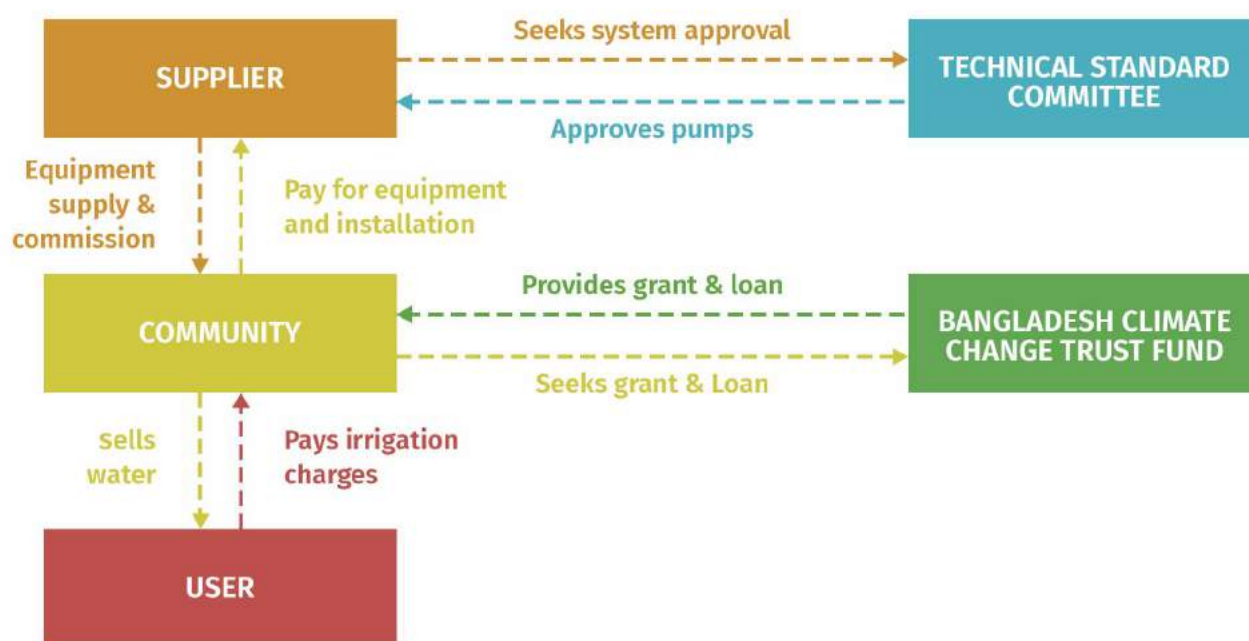 Seeks system approval
SUPPLIER
TECHNICAL STANDARD
COMMITTEE
Approves pumps
Equipment
supply &
commission
Pay for equipment
and installation
Provides grant & loan
COMMUNITY
BANGLADESH CLIMATE
CHANGE TRUST FUND
Seeks grant & Loan
sells
water
Pays irrigation
charges
USER